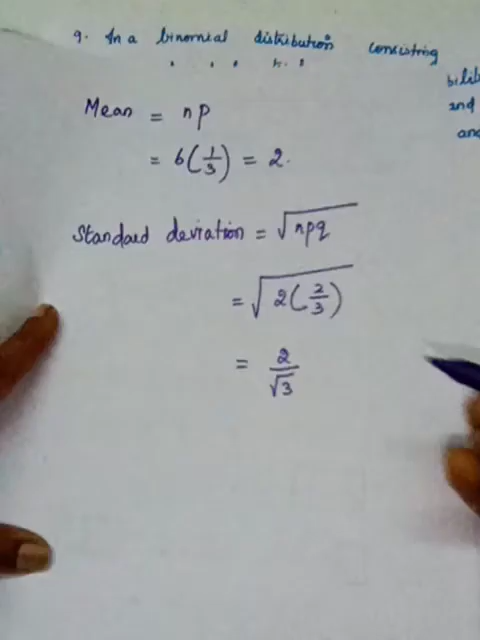 9. In a binomial distribution consisting
Mean = np
= 6(1/3) = 2.
Standard deviation = √npq
= √2(2/3)
= 2/√3
and